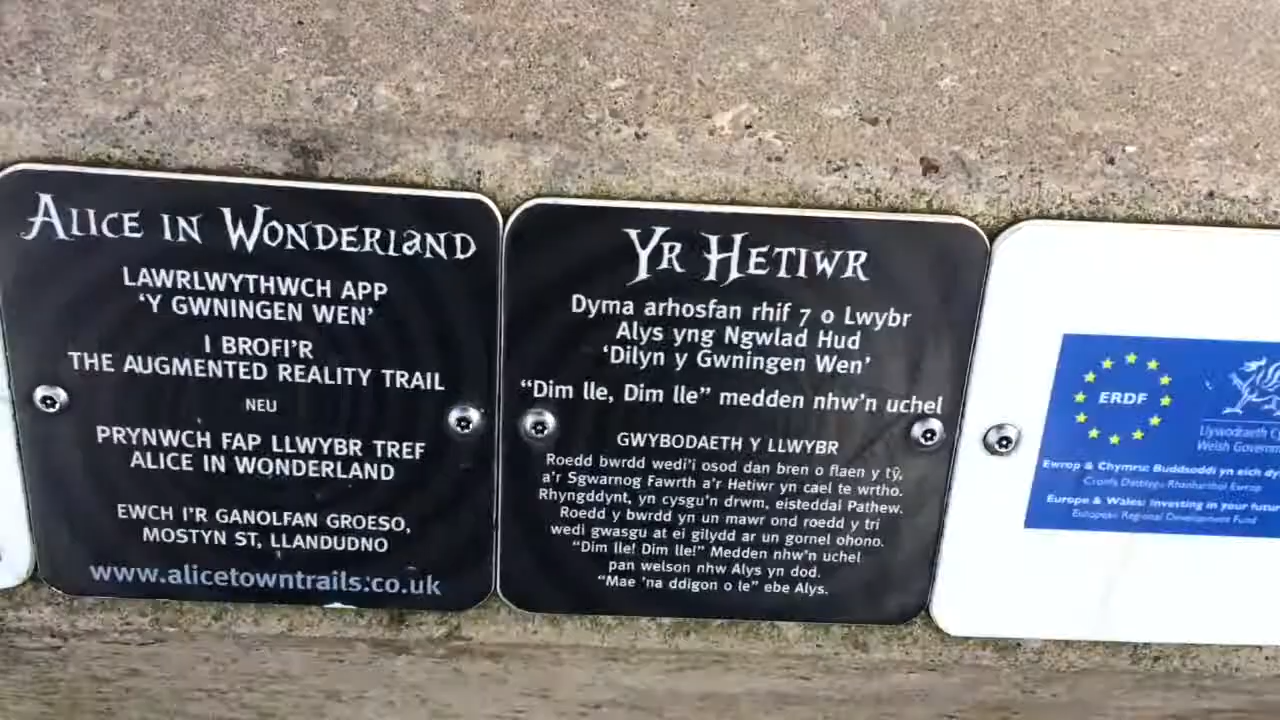 ALICE IN WONDERLAND
LAWRLWYTHWCH APP
‘Y GWNINGEN WEN’
I BROFI’R
THE AUGMENTED REALITY TRAIL
NEU
PRYNWCH FAP LLWYBR TREF
ALICE IN WONDERLAND
EWCH I’R GANOLFAN GROESO,
MOSTYN ST, LLANDUDNO
www.alicetowntrails.co.uk
YR HETIWR
Dyma arhosfan rhif 7 o Lwybr
Alys yng Ngwlad Hud
‘Dilyn y Gwningen Wen’
“Dim lle, Dim lle” medden nhw’n uchel
GWYBODAETH Y LLWYBR
Roedd bwrdd wedi’i osod dan bren o flaen y tŷ,
a’r Sgwarnog Fawrth a’r Hetiwr yn cael te wrtho.
Rhyngddynt, yn cysgu’n drwm, eisteddai Pathew.
Roedd y bwrdd yn un mawr ond roedd y tri
wedi gwasgu at ei gilydd ar un gornel ohono.
“Dim lle! Dim lle!” Medden nhw’n uchel
pan welson nhw Alys yn dod.
“Mae ’na ddigon o le” ebe Alys.
ERDF
Llywodraeth
Welsh
Ewrop & Chymru: Buddsoddi yn eich
Cronfa Datblygu Rhanbarthol Ewrop
Europe & Wales: Investing in your
European Regional Development Fund